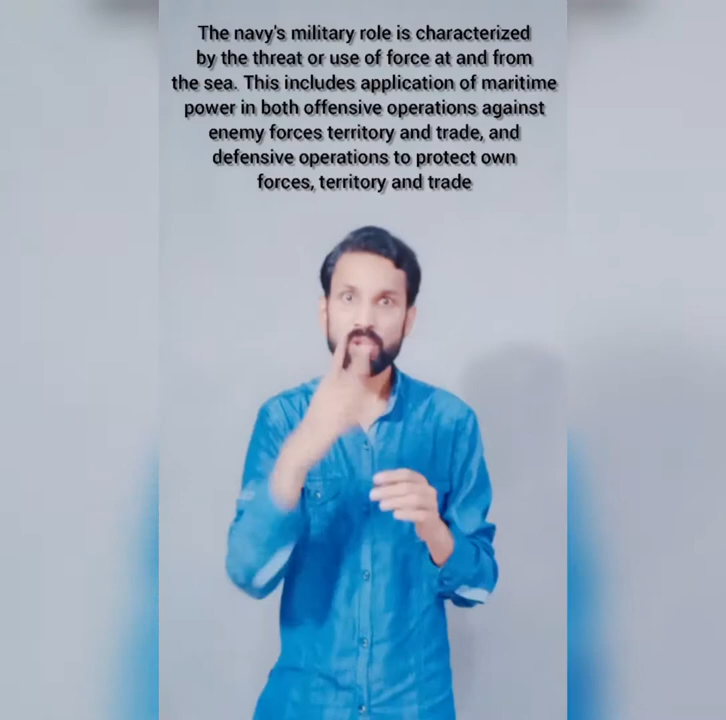 The navy's military role is characterized
by the threat or use of force at and from
the sea. This includes application of maritime
power in both offensive operations against
enemy forces territory and trade, and
defensive operations to protect own
forces, territory and trade